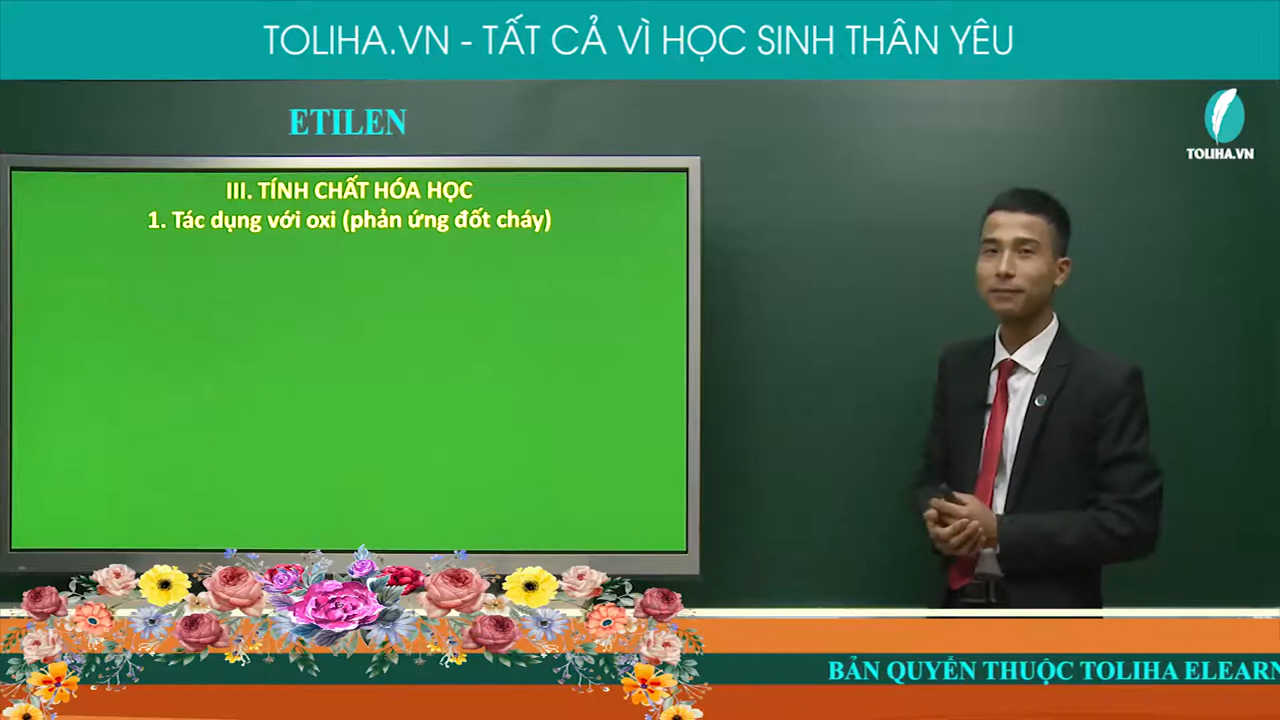 TOLIHA.VN - TẤT CẢ VÌ HỌC SINH THÂN YÊU
ETILEN
TOLIHA.VN
III. TÍNH CHẤT HÓA HỌC
1. Tác dụng với oxi (phản ứng đốt cháy)
BẢN QUYỀN THUỘC TOLIHA ELEARN